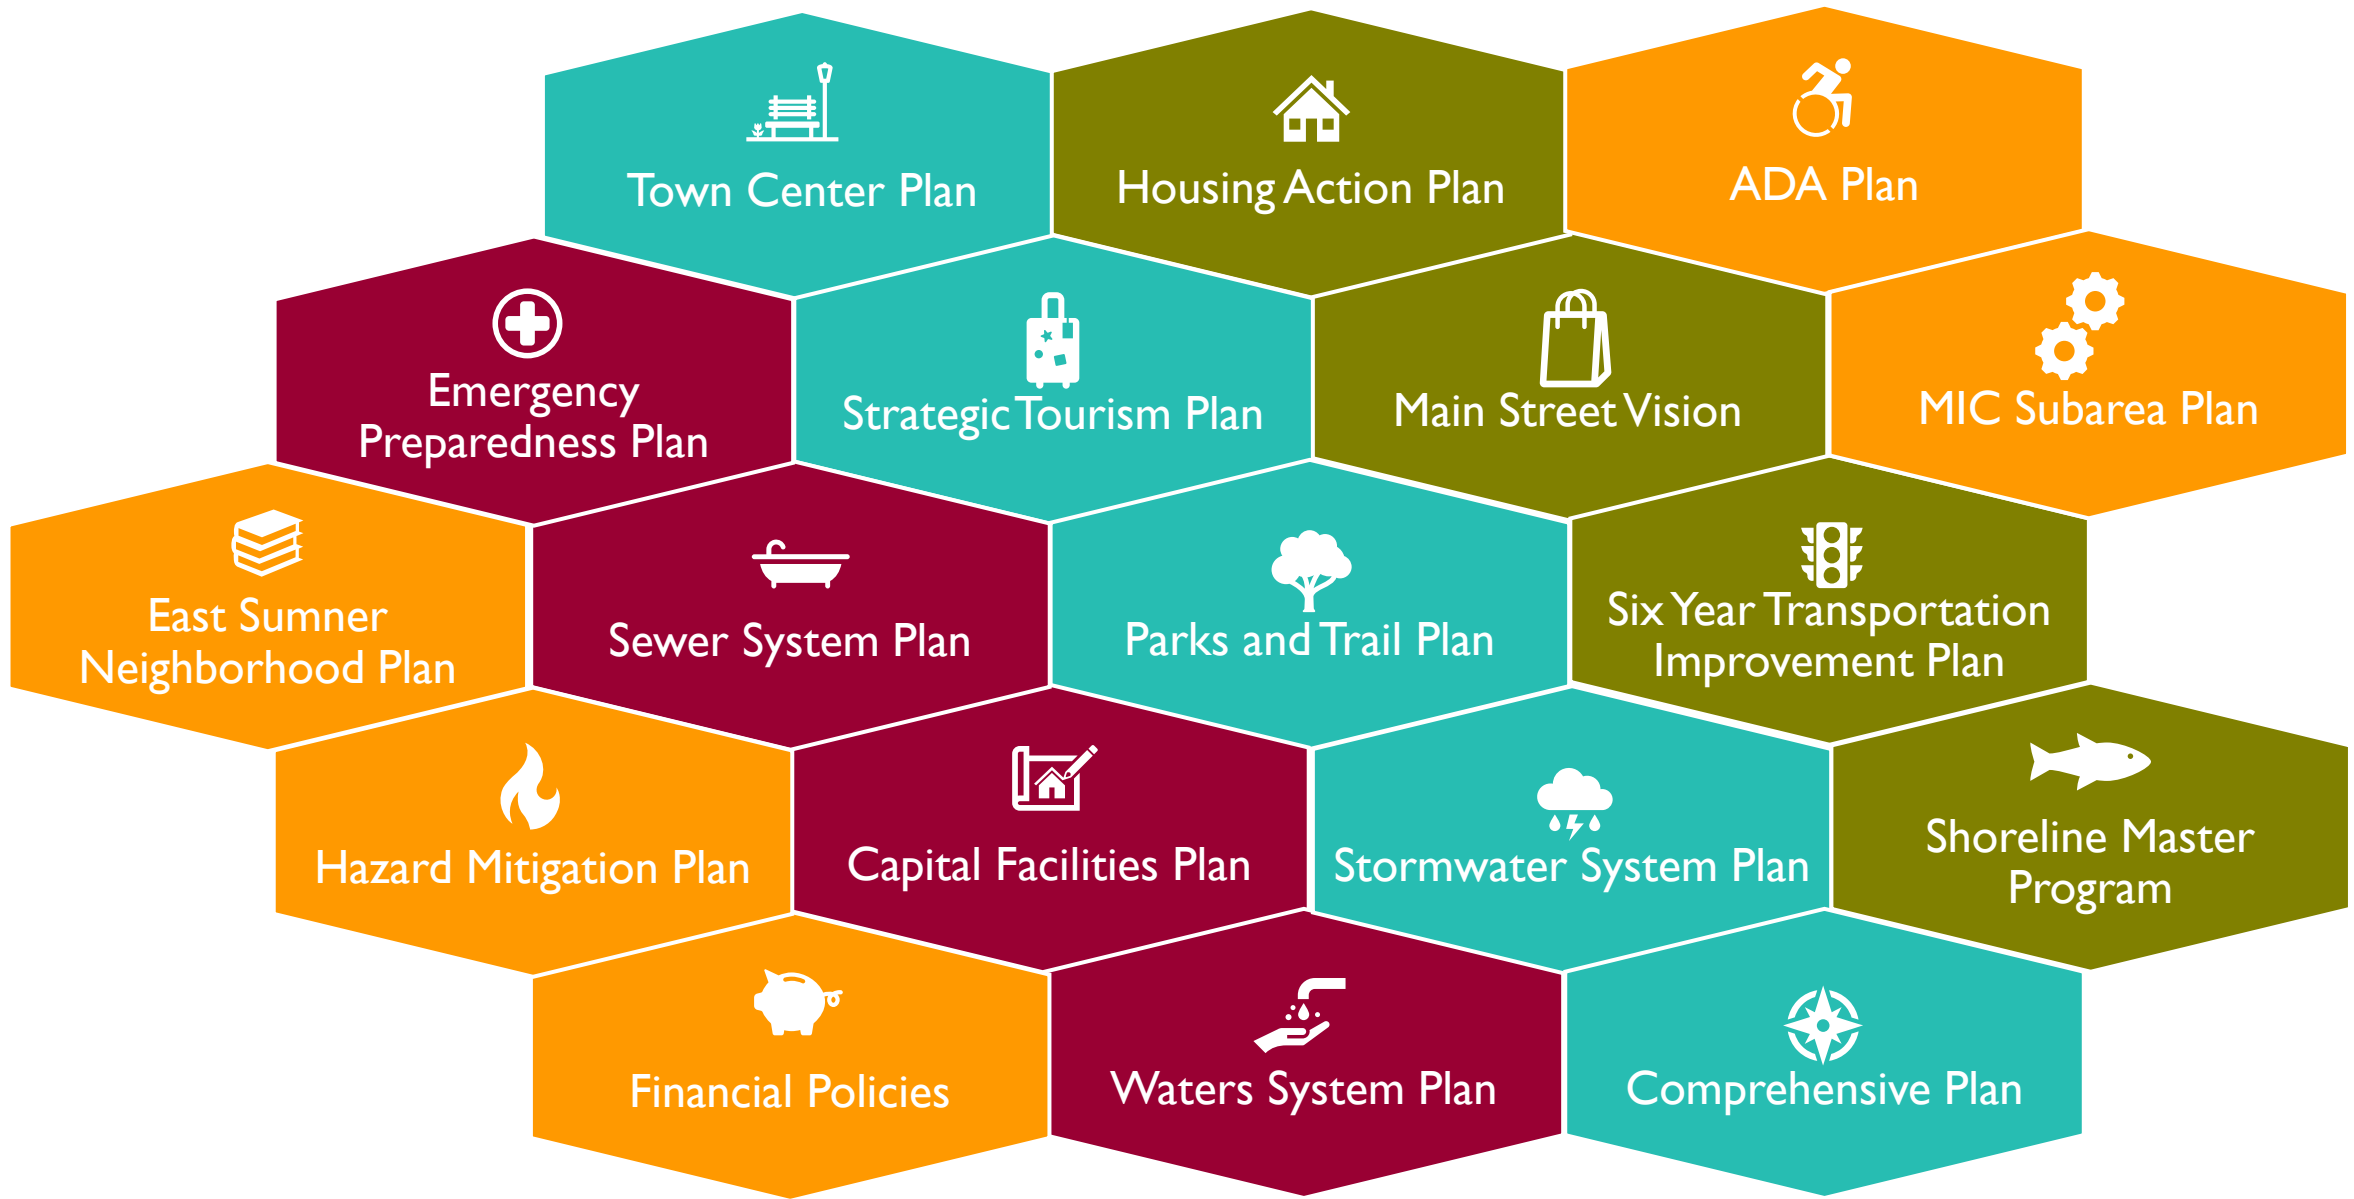 Town Center Plan
Housing Action Plan
ADA Plan
Emergency
Preparedness Plan
Strategic Tourism Plan
Main Street Vision
MIC Subarea Plan
East Sumner
Neighborhood Plan
Sewer System Plan
Parks and Trail Plan
Six Year Transportation
Improvement Plan
Hazard Mitigation Plan
Capital Facilities Plan
Stormwater System Plan
Shoreline Master
Program
Financial Policies
Waters System Plan
Comprehensive Plan